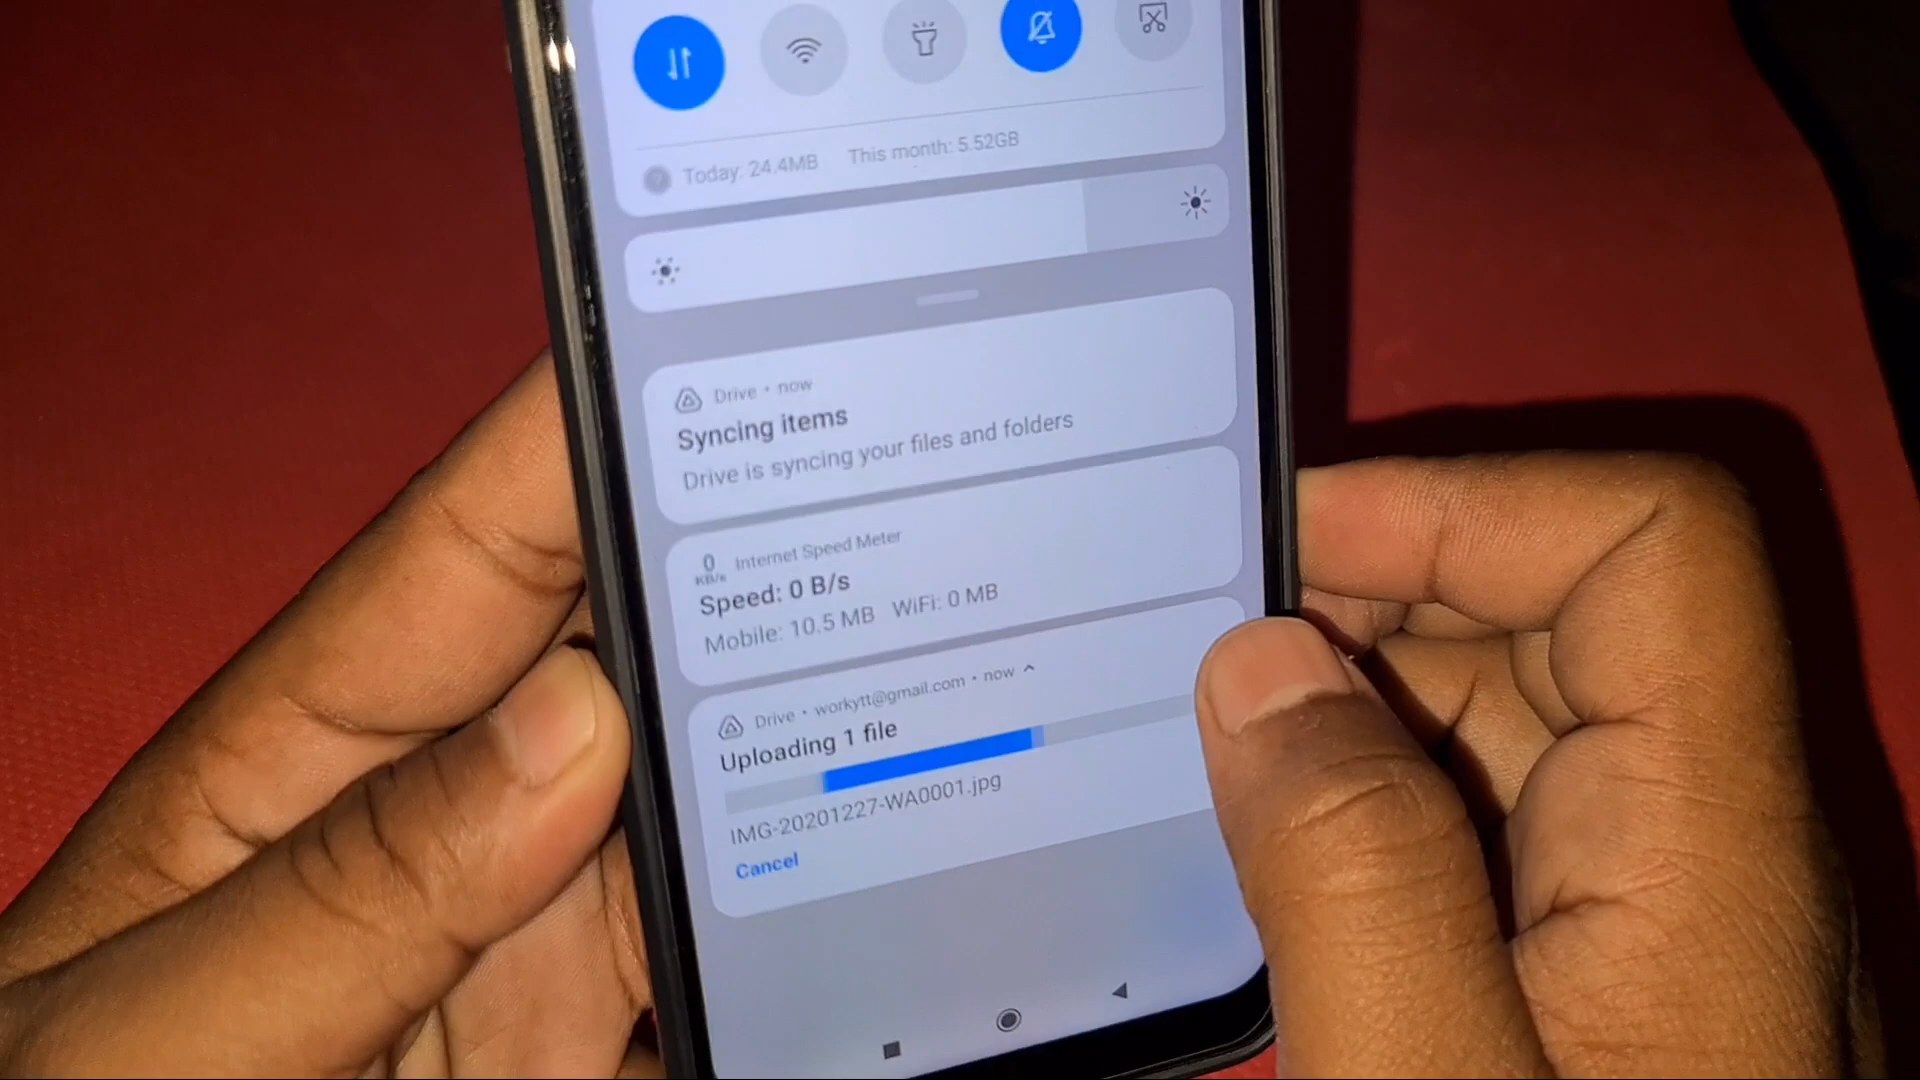 Today: 24.4MB This month: 5.52GB
Drive • now
Syncing items
Drive is syncing your files and folders
0 KB/s Internet Speed Meter
Speed: 0 B/s
Mobile: 10.5 MB WiFi: 0 MB
Drive • workytt@gmail.com • now
Uploading 1 file
IMG-20201227-WA0001.jpg
Cancel